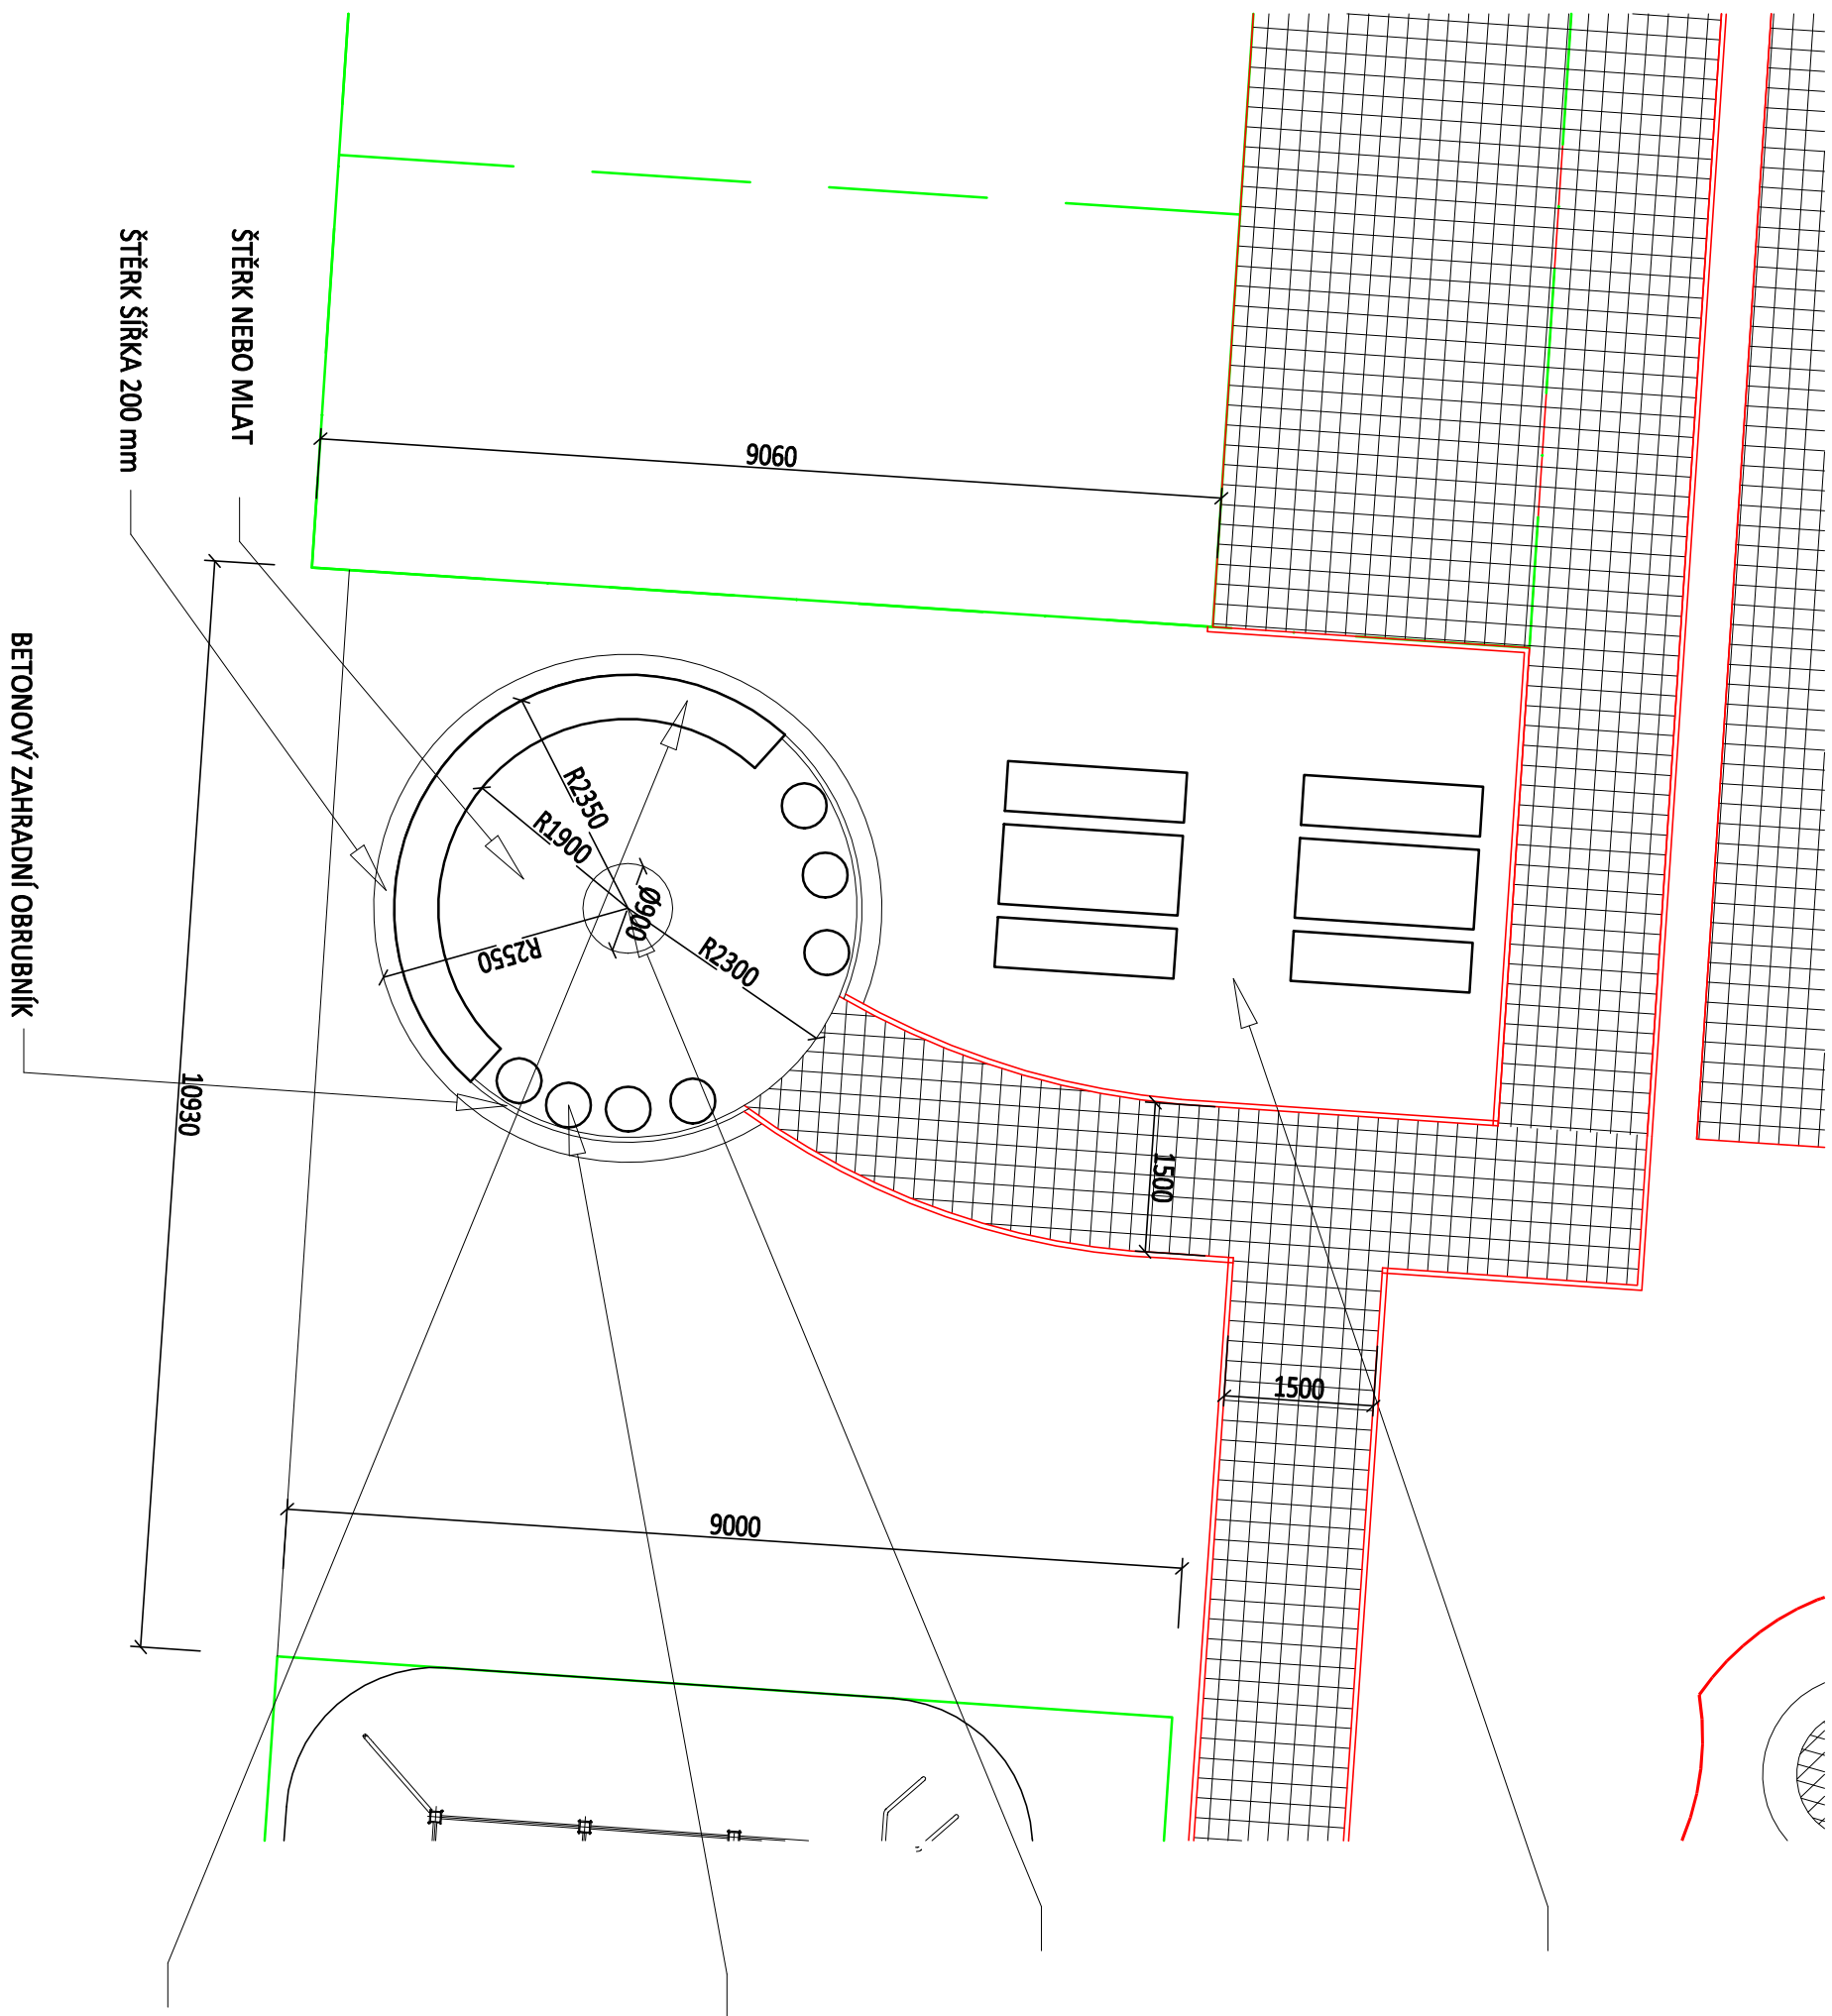 ŠTĚRK NEBO MLAT
ŠTĚRK ŠÍŘKA 200 mm
BETONOVÝ ZAHRADNÍ OBRUBNÍK
9060
10930
R2350
R1900
Ø900
R2550
R2300
1500
1500
9000